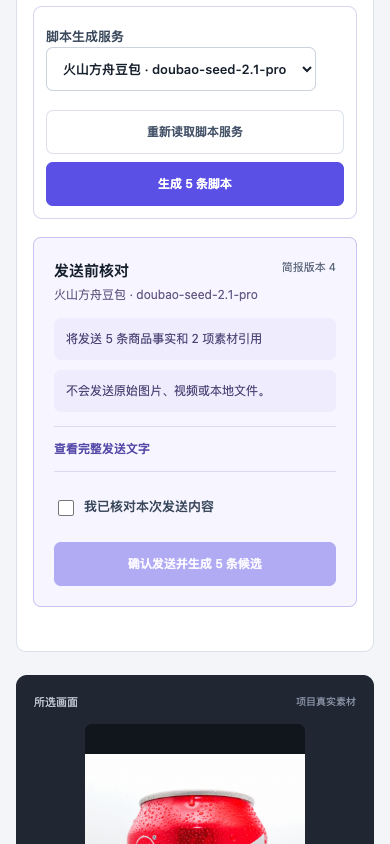 脚本生成服务
火山方舟豆包 · doubao-seed-2.1-pro
重新读取脚本服务
生成 5 条脚本
发送前核对
简报版本 4
火山方舟豆包 · doubao-seed-2.1-pro
将发送 5 条商品事实和 2 项素材引用
不会发送原始图片、视频或本地文件。
查看完整发送文字
我已核对本次发送内容
确认发送并生成 5 条候选
所选画面
项目真实素材